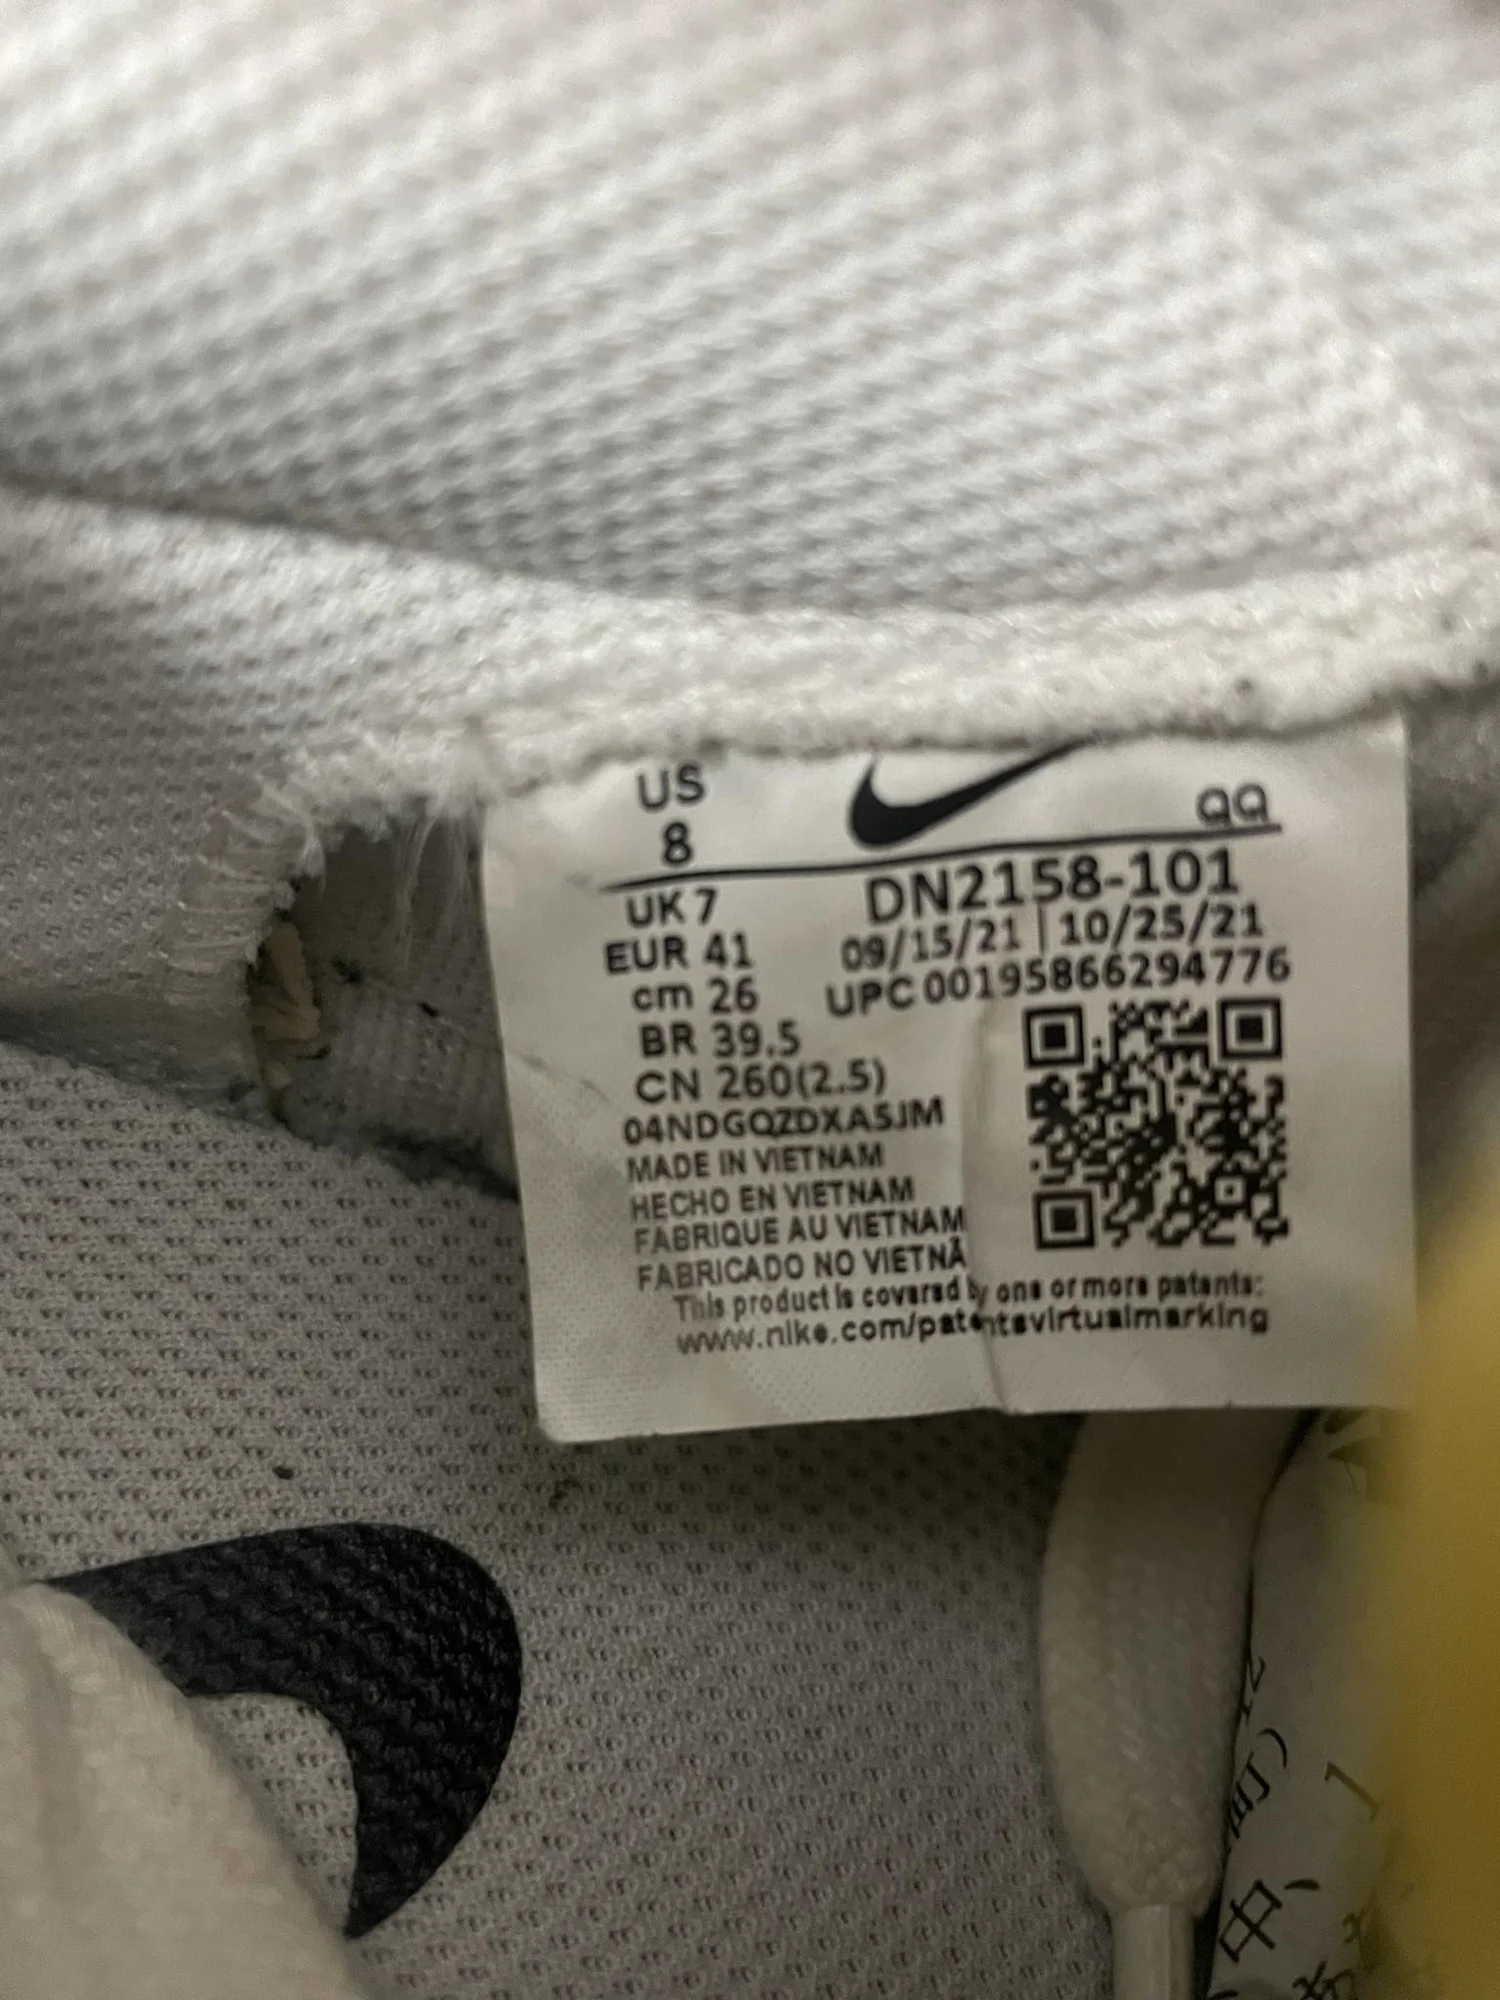 US
8
QQ
UK 7
DN2158-101
EUR 41
09/15/21 | 10/25/21
cm 26
UPC 00195866294776
BR 39.5
CN 260(2.5)
04NDGQZDXA5JM
MADE IN VIETNAM
HECHO EN VIETNAM
FABRIQUE AU VIETNAM
FABRICADO NO VIETNÃ
This product is covered by one or more patents:
www.nike.com/patentsvirtualmarking
中、